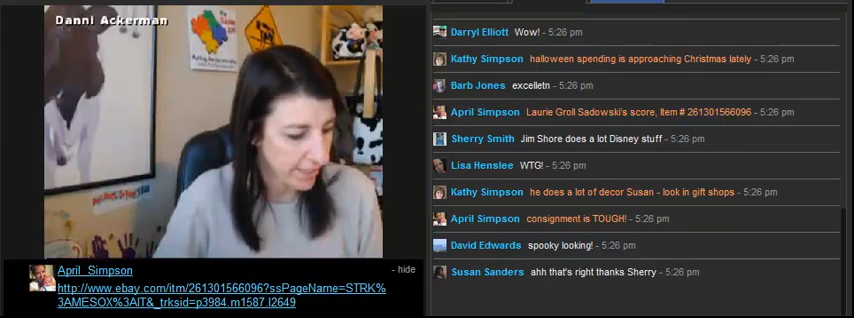 Danni Ackerman
April_Simpson
- hide
http://www.ebay.com/itm/261301566096?ssPageName=STRK%
3AMESOX%3AIT&_trksid=p3984.m1587.l2649
Darryl Elliott Wow! - 5:26 pm
Kathy Simpson halloween spending is approaching Christmas lately - 5:26 pm
Barb Jones excelletn - 5:26 pm
April Simpson Laurie Groll Sadowski's score, Item # 261301566096 - 5:26 pm
Sherry Smith Jim Shore does a lot Disney stuff - 5:26 pm
Lisa Henslee WTG! - 5:26 pm
Kathy Simpson he does a lot of decor Susan - look in gift shops - 5:26 pm
April Simpson consignment is TOUGH! - 5:26 pm
David Edwards spooky looking! - 5:26 pm
Susan Sanders ahh that's right thanks Sherry - 5:26 pm